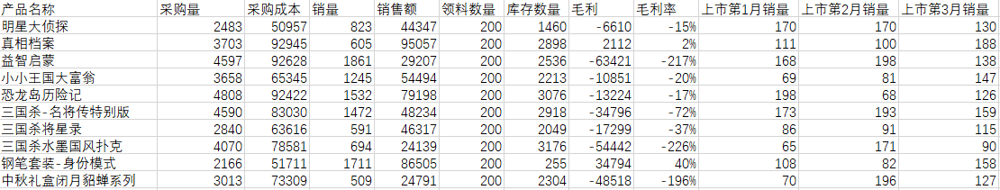 产品名称 采购量 采购成本 销量 销售额 领料数量 库存数量 毛利 毛利率 上市第1月销量 上市第2月销量 上市第3月销量
明星大侦探 2483 50957 823 44347 200 1460 -6610 -15% 170 170 130
真相档案 3703 92945 605 95057 200 2898 2112 2% 111 100 188
益智启蒙 4597 92628 1861 29207 200 2536 -63421 -217% 168 198 138
小小王国大富翁 3658 65345 1245 54494 200 2213 -10851 -20% 69 81 147
恐龙岛历险记 4808 92422 1532 79198 200 3076 -13224 -17% 198 68 126
三国杀-名将传特别版 4590 83030 1472 48234 200 2918 -34796 -72% 173 193 159
三国杀将星录 2840 63616 591 46317 200 2049 -17299 -37% 86 91 115
三国杀水墨国风扑克 4070 78581 694 24139 200 3176 -54442 -226% 65 171 90
钢笔套装-身份模式 2166 51711 1711 86505 200 255 34794 40% 108 82 158
中秋礼盒闭月貂蝉系列 3013 73309 509 24791 200 2304 -48518 -196% 70 196 127